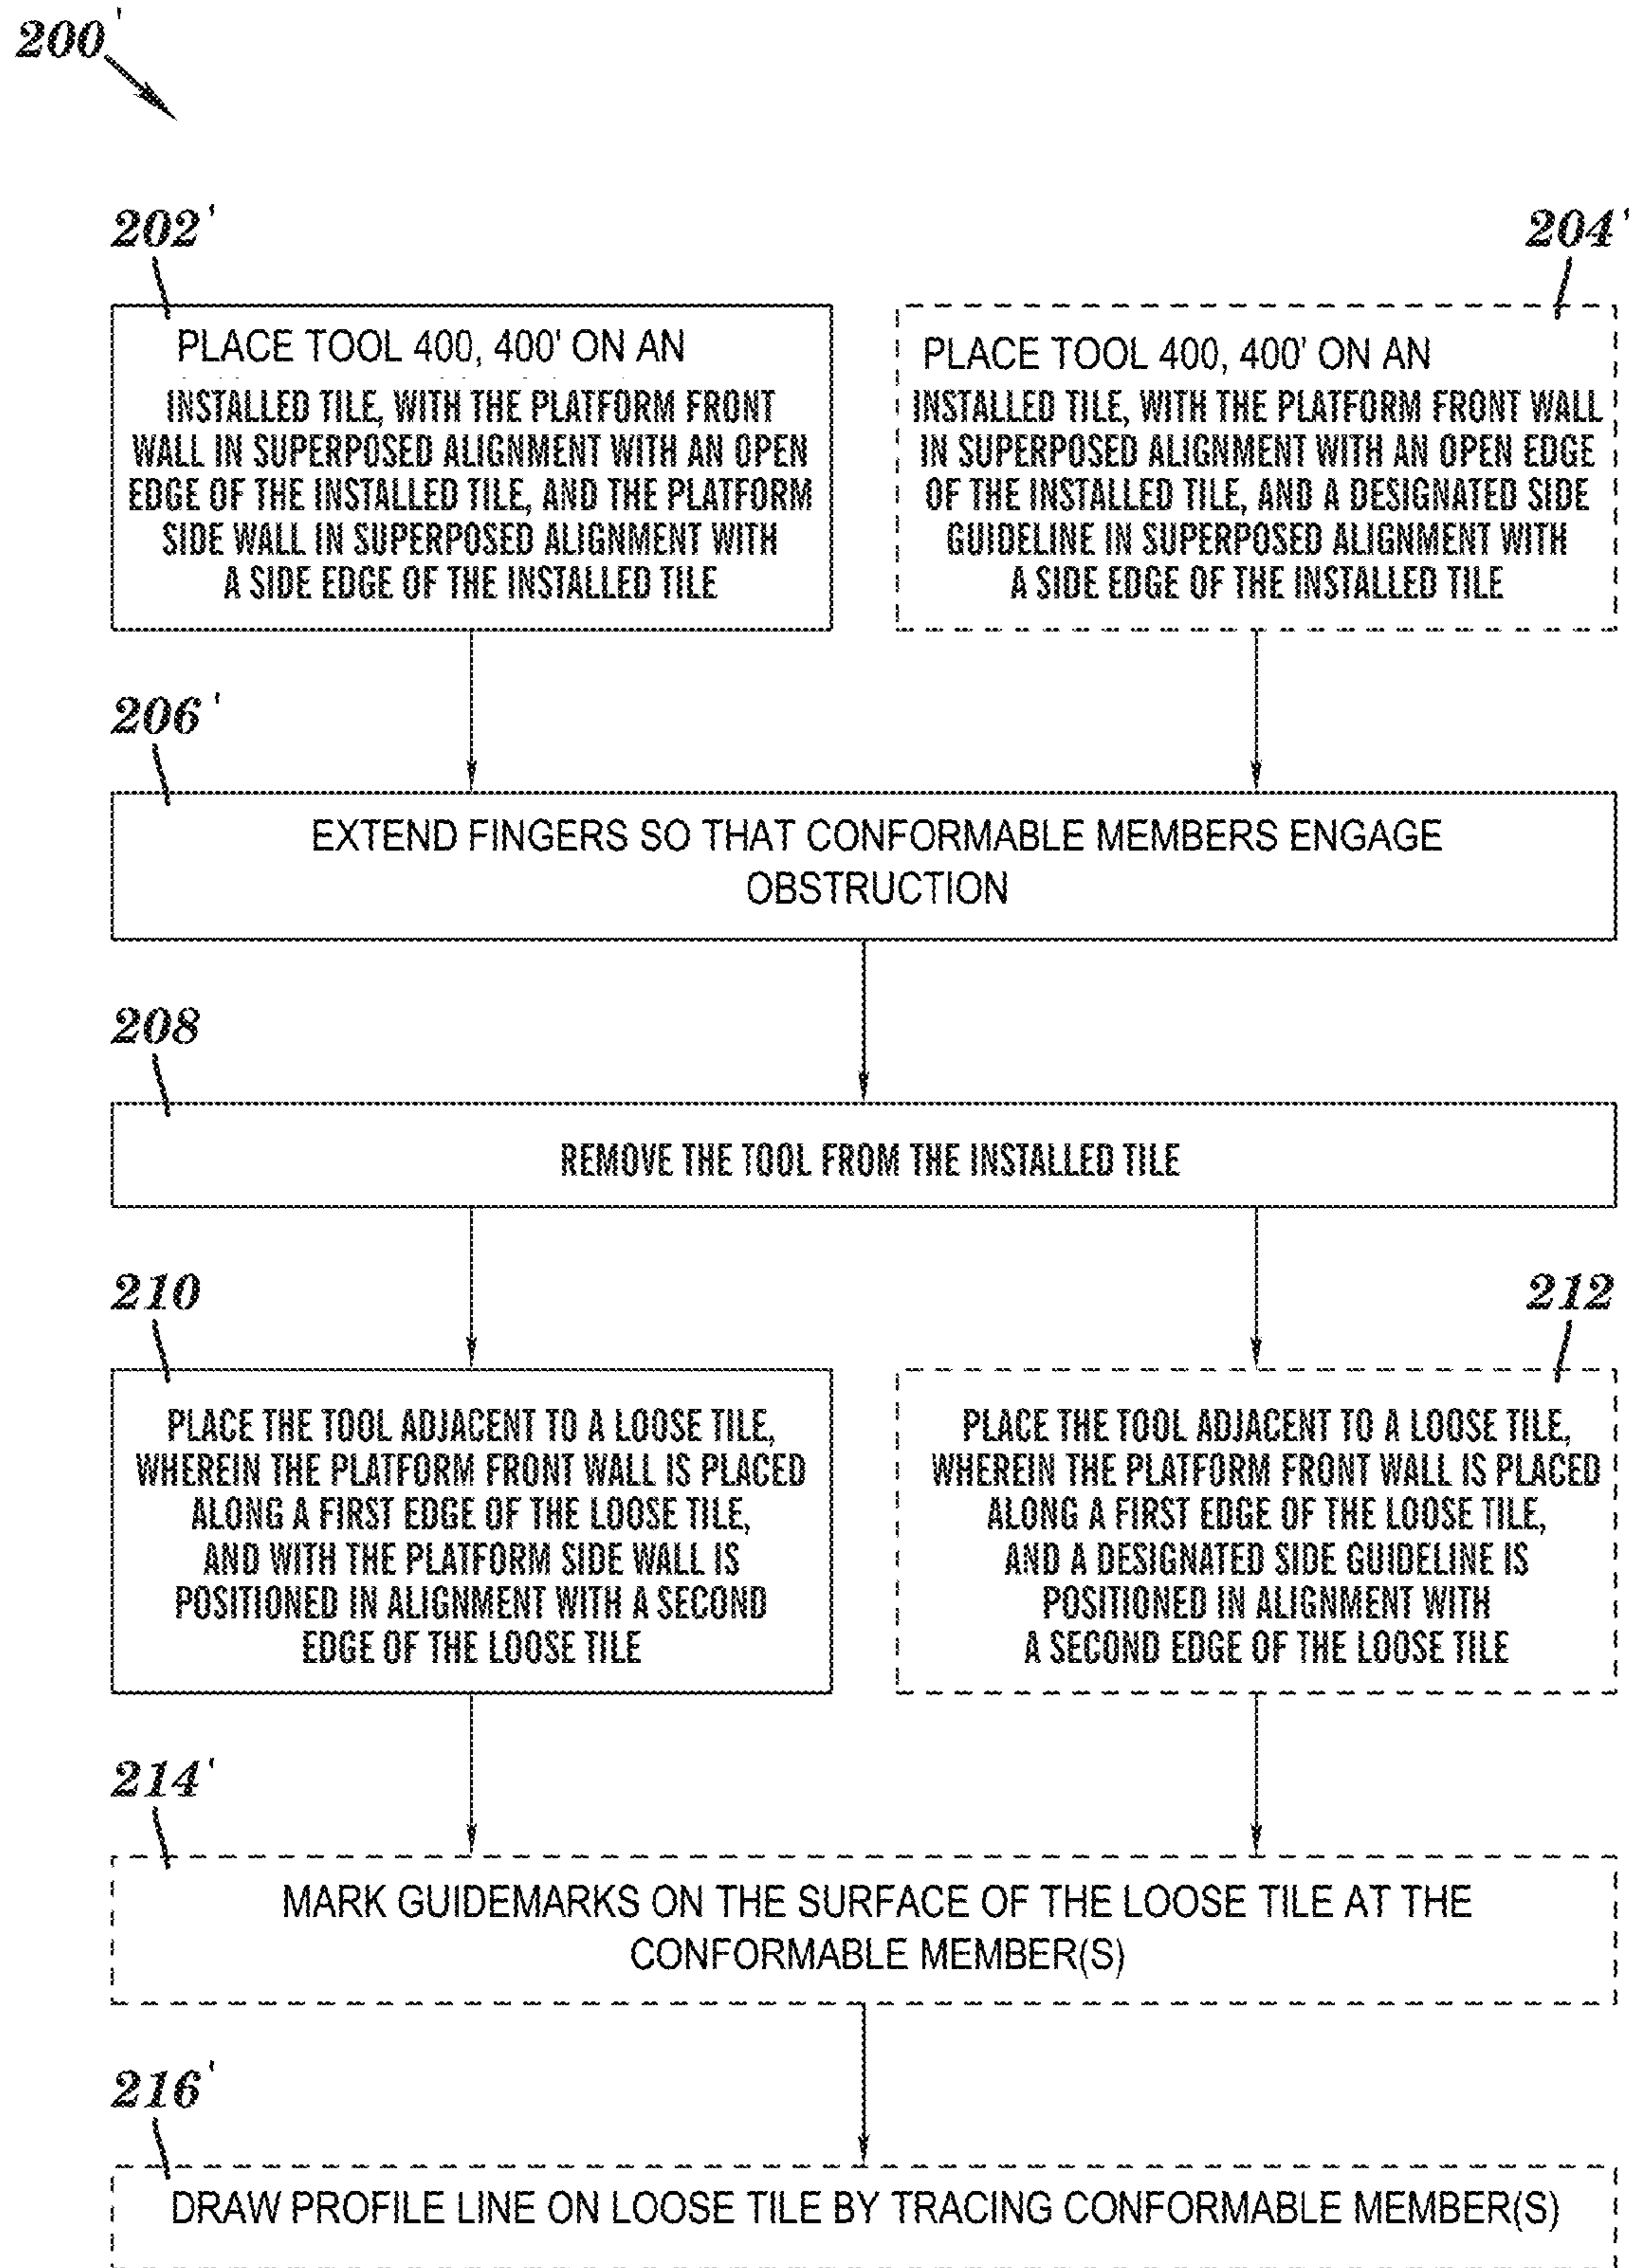 200'
202'
204'
PLACE TOOL 400, 400' ON AN
INSTALLED TILE, WITH THE PLATFORM FRONT
WALL IN SUPERPOSED ALIGNMENT WITH AN OPEN
EDGE OF THE INSTALLED TILE, AND THE PLATFORM
SIDE WALL IN SUPERPOSED ALIGNMENT WITH
A SIDE EDGE OF THE INSTALLED TILE
PLACE TOOL 400, 400' ON AN
INSTALLED TILE, WITH THE PLATFORM FRONT WALL
IN SUPERPOSED ALIGNMENT WITH AN OPEN EDGE
OF THE INSTALLED TILE, AND A DESIGNATED SIDE
GUIDELINE IN SUPERPOSED ALIGNMENT WITH
A SIDE EDGE OF THE INSTALLED TILE
206'
EXTEND FINGERS SO THAT CONFORMABLE MEMBERS ENGAGE
OBSTRUCTION
208
REMOVE THE TOOL FROM THE INSTALLED TILE
210
212
PLACE THE TOOL ADJACENT TO A LOOSE TILE,
WHEREIN THE PLATFORM FRONT WALL IS PLACED
ALONG A FIRST EDGE OF THE LOOSE TILE,
AND WITH THE PLATFORM SIDE WALL IS
POSITIONED IN ALIGNMENT WITH A SECOND
EDGE OF THE LOOSE TILE
PLACE THE TOOL ADJACENT TO A LOOSE TILE,
WHEREIN THE PLATFORM FRONT WALL IS PLACED
ALONG A FIRST EDGE OF THE LOOSE TILE,
AND A DESIGNATED SIDE GUIDELINE IS
POSITIONED IN ALIGNMENT WITH
A SECOND EDGE OF THE LOOSE TILE
214'
MARK GUIDEMARKS ON THE SURFACE OF THE LOOSE TILE AT THE
CONFORMABLE MEMBER(S)
216'
DRAW PROFILE LINE ON LOOSE TILE BY TRACING CONFORMABLE MEMBER(S)